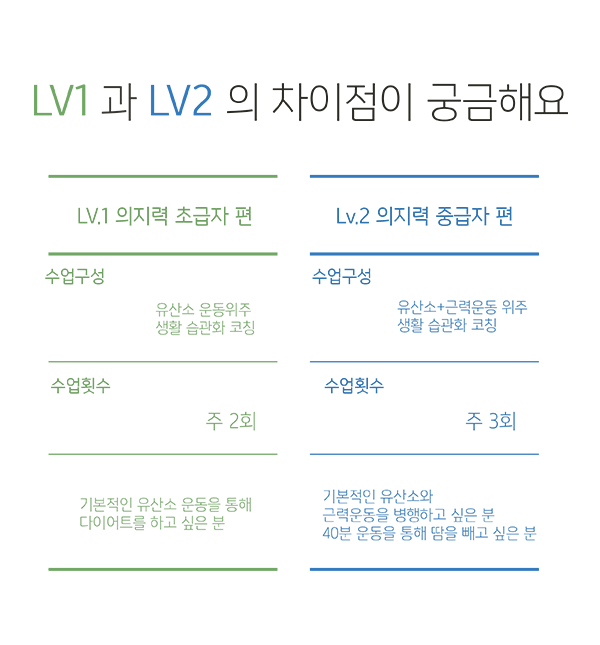 LV1 과 LV2 의 차이점이 궁금해요
LV.1 의지력 초급자 편
수업구성
유산소 운동위주
생활 습관화 코칭
수업횟수
주 2회
기본적인 유산소 운동을 통해
다이어트를 하고 싶은 분
Lv.2 의지력 중급자 편
수업구성
유산소+근력운동 위주
생활 습관화 코칭
수업횟수
주 3회
기본적인 유산소와
근력운동을 병행하고 싶은 분
40분 운동을 통해 땀을 빼고 싶은 분